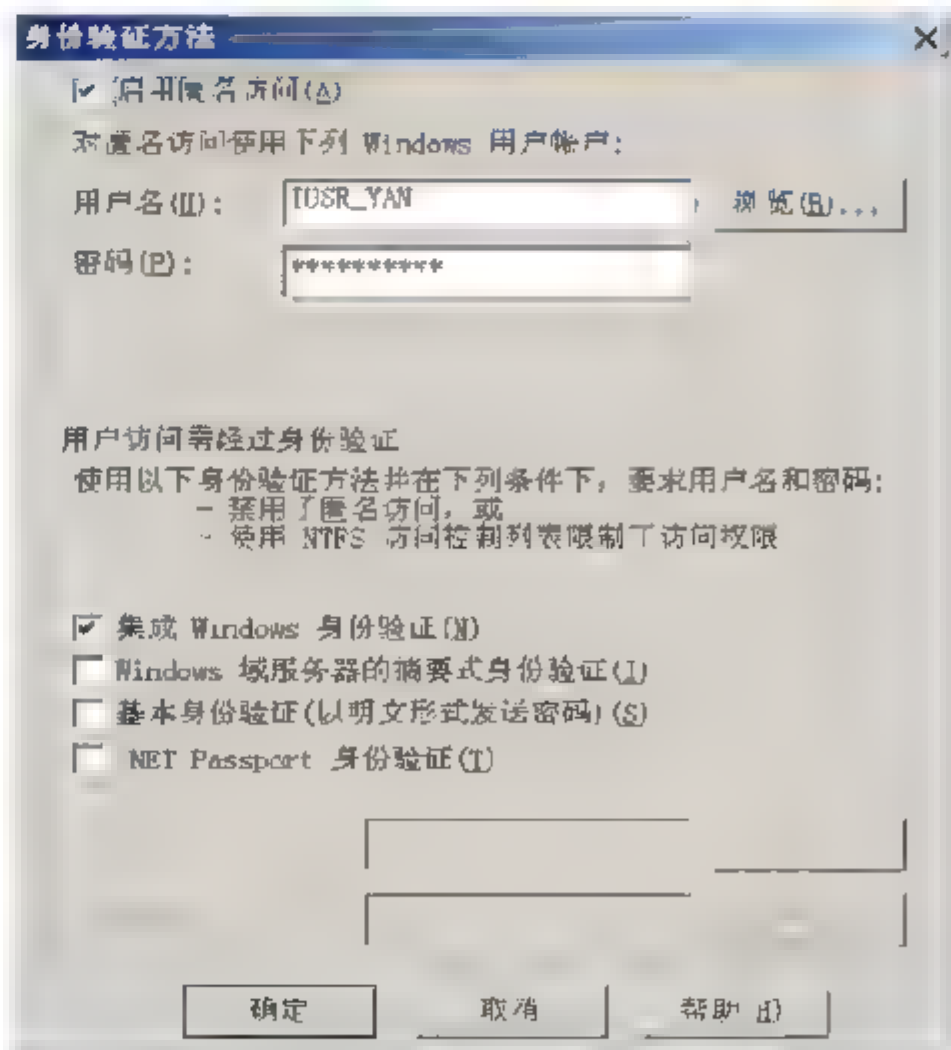 身份验证方法
启用匿名访问(A)
对匿名访问使用下列 Windows 用户帐户:
用户名(U): IUSR_YAN 浏览(B)...
密码(P): **********
用户访问需经过身份验证
使用以下身份验证方法并在下列条件下，要求用户名和密码:
- 禁用了匿名访问，或
- 使用 NTFS 访问控制列表限制了访问权限
集成 Windows 身份验证(N)
Windows 域服务器的摘要式身份验证(I)
基本身份验证(以明文形式发送密码)(S)
.NET Passport 身份验证(T)
确定 取消 帮助(H)